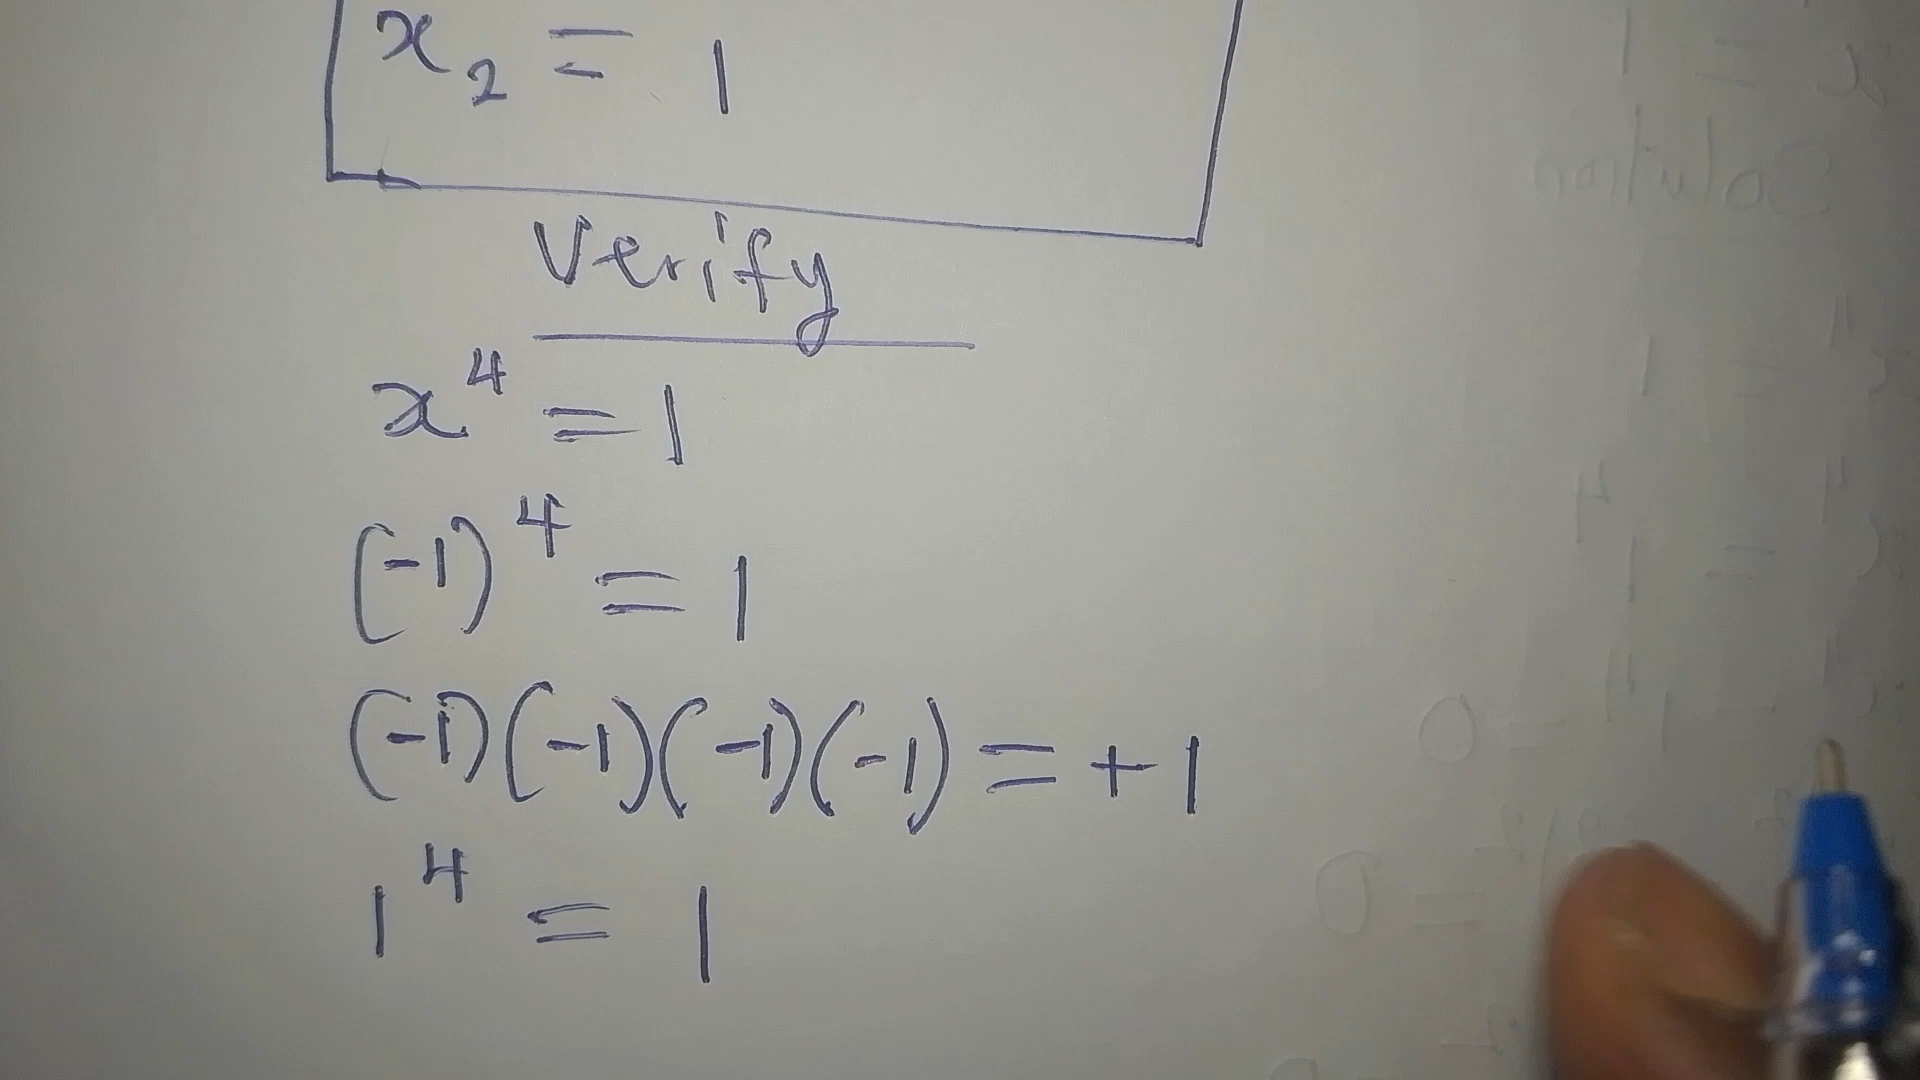 x₂ = 1
Verify
x⁴ = 1
(-1)⁴ = 1
(-1)(-1)(-1)(-1) = +1
1⁴ = 1